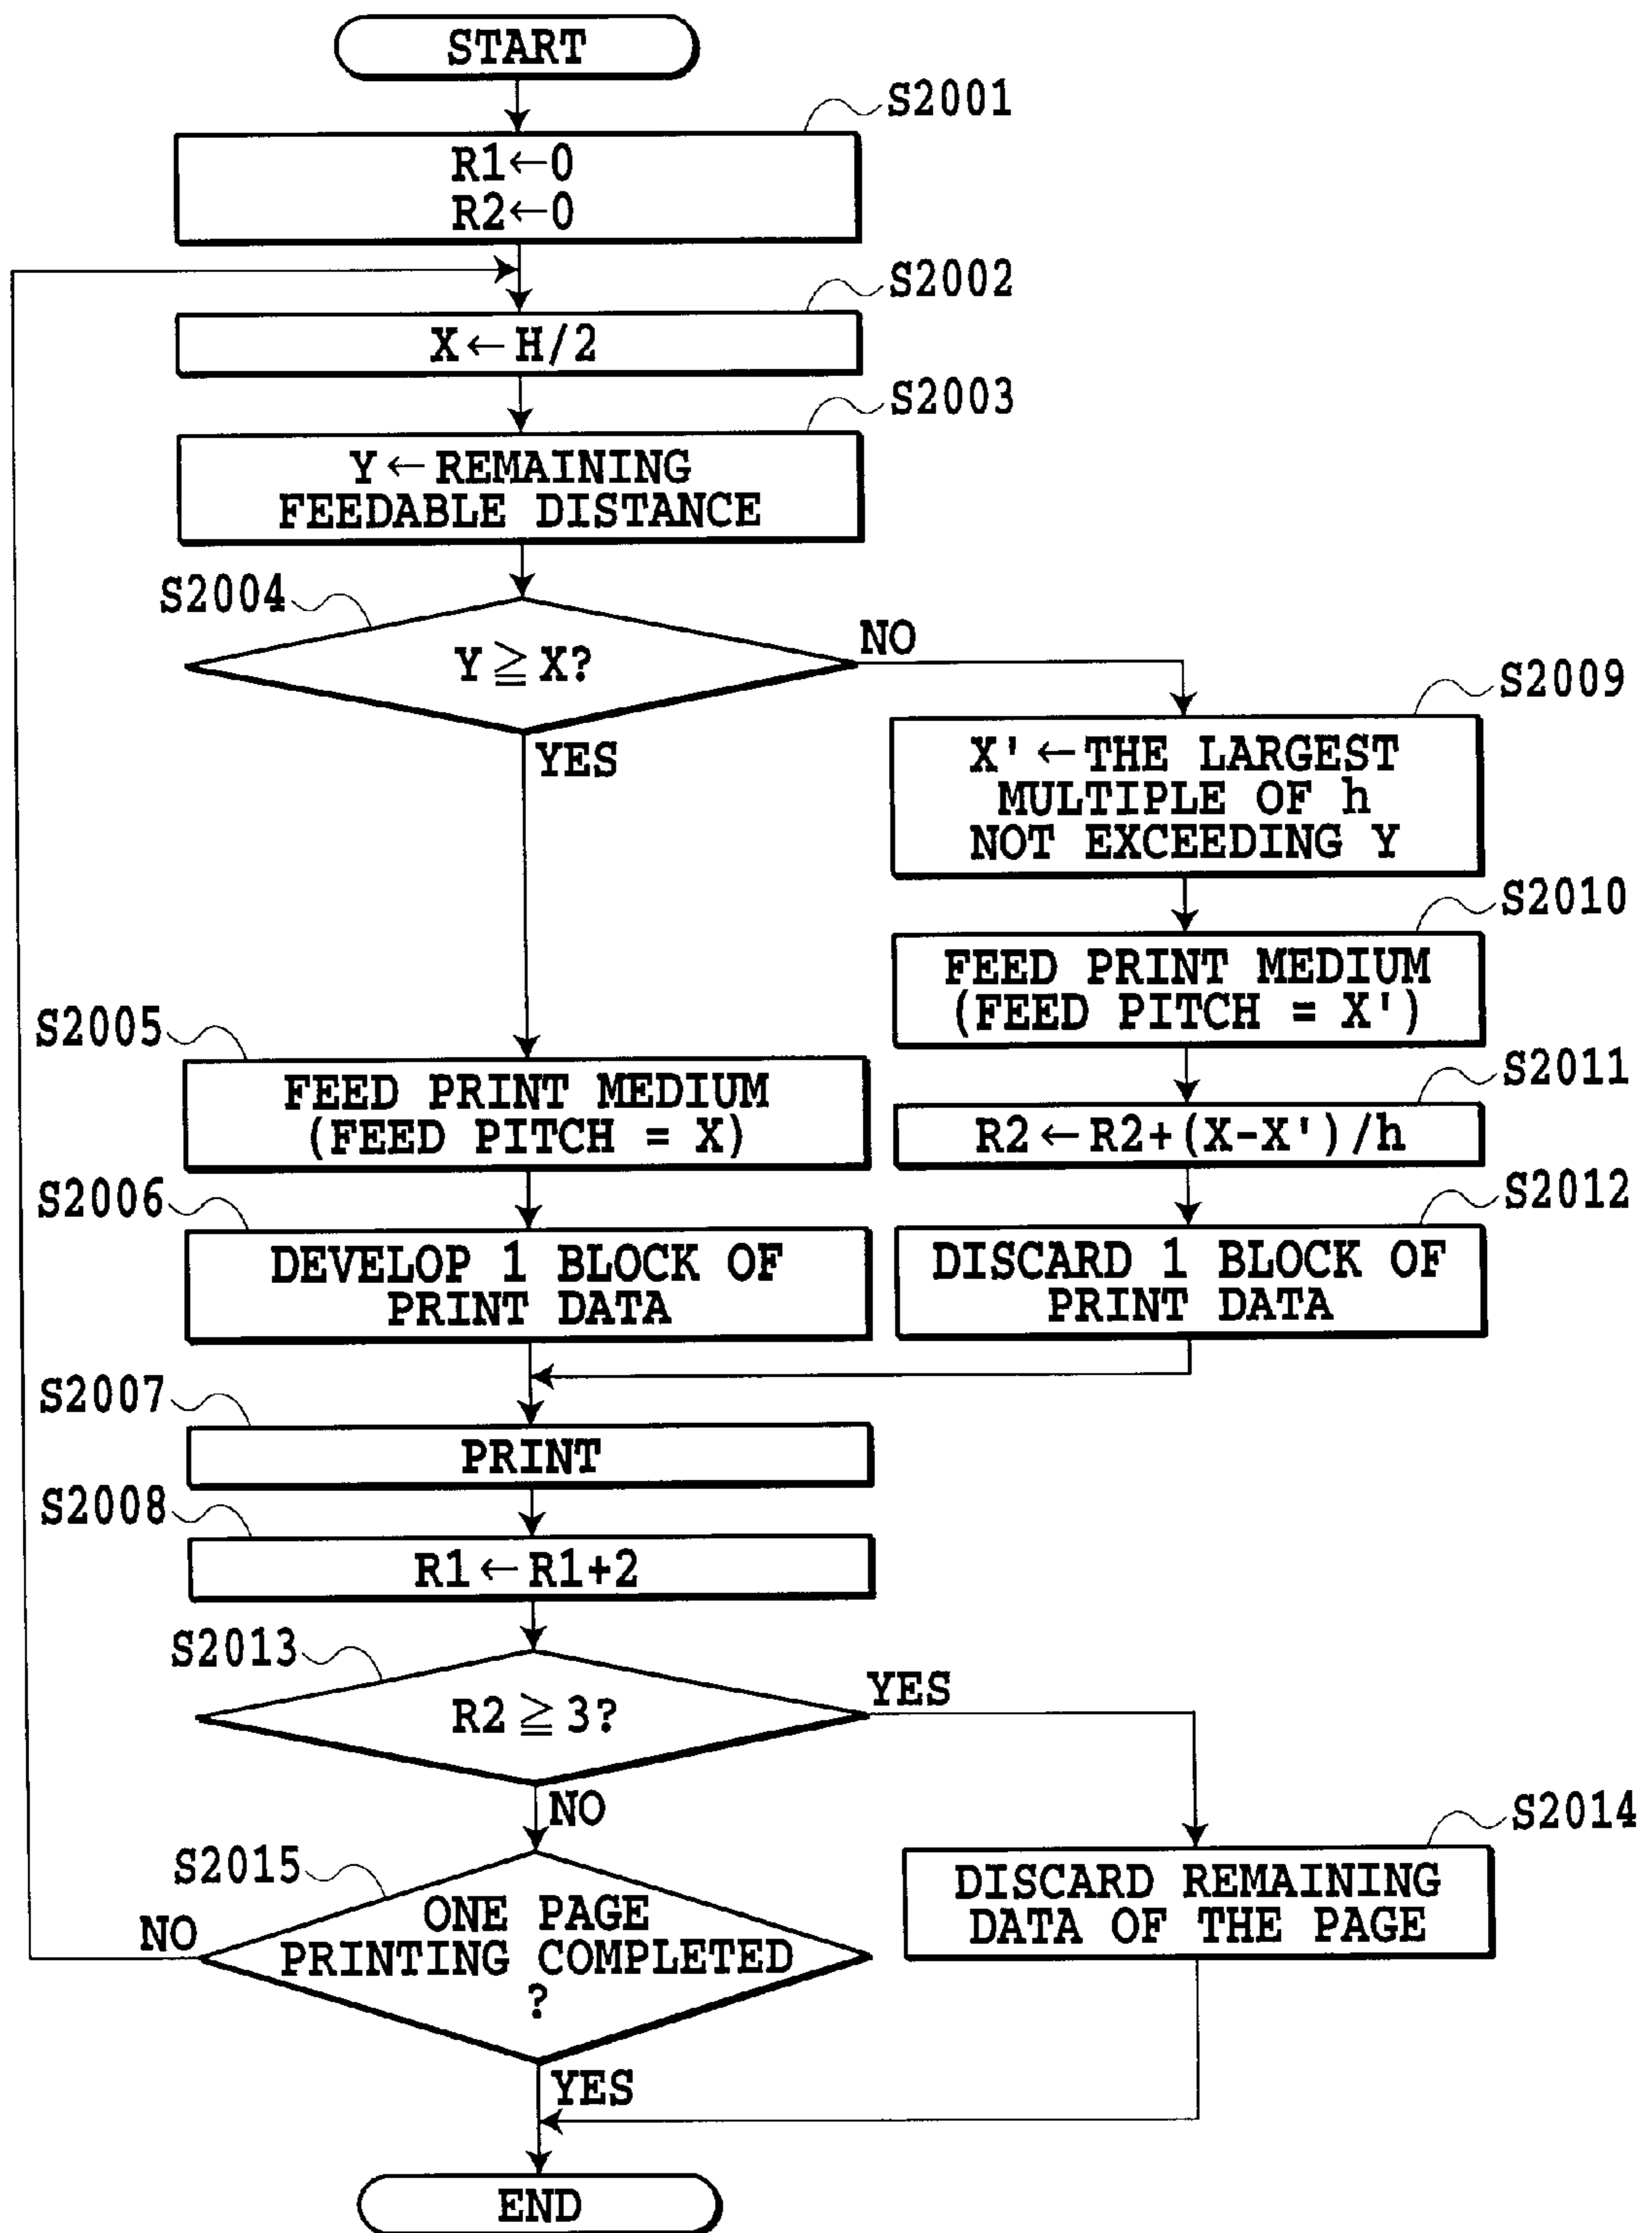 START
S2001
R1←0
R2←0
S2002
X←H/2
S2003
Y←REMAINING
FEEDABLE DISTANCE
S2004
Y≧X?
NO
YES
S2009
X'←THE LARGEST
MULTIPLE OF h
NOT EXCEEDING Y
S2010
FEED PRINT MEDIUM
(FEED PITCH = X')
S2005
FEED PRINT MEDIUM
(FEED PITCH = X)
S2011
R2←R2+(X-X')/h
S2006
DEVELOP 1 BLOCK OF
PRINT DATA
S2012
DISCARD 1 BLOCK OF
PRINT DATA
S2007
PRINT
S2008
R1←R1+2
S2013
R2≧3?
YES
NO
S2014
DISCARD REMAINING
DATA OF THE PAGE
S2015
ONE PAGE
PRINTING COMPLETED
?
NO
YES
END